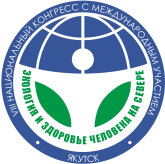 VIII НАЦИОНАЛЬНЫЙ КОНГРЕСС С МЕЖДУНАРОДНЫМ УЧАСТИЕМ
ЭКОЛОГИЯ И ЗДОРОВЬЕ ЧЕЛОВЕКА НА СЕВЕРЕ
ЯКУТСК